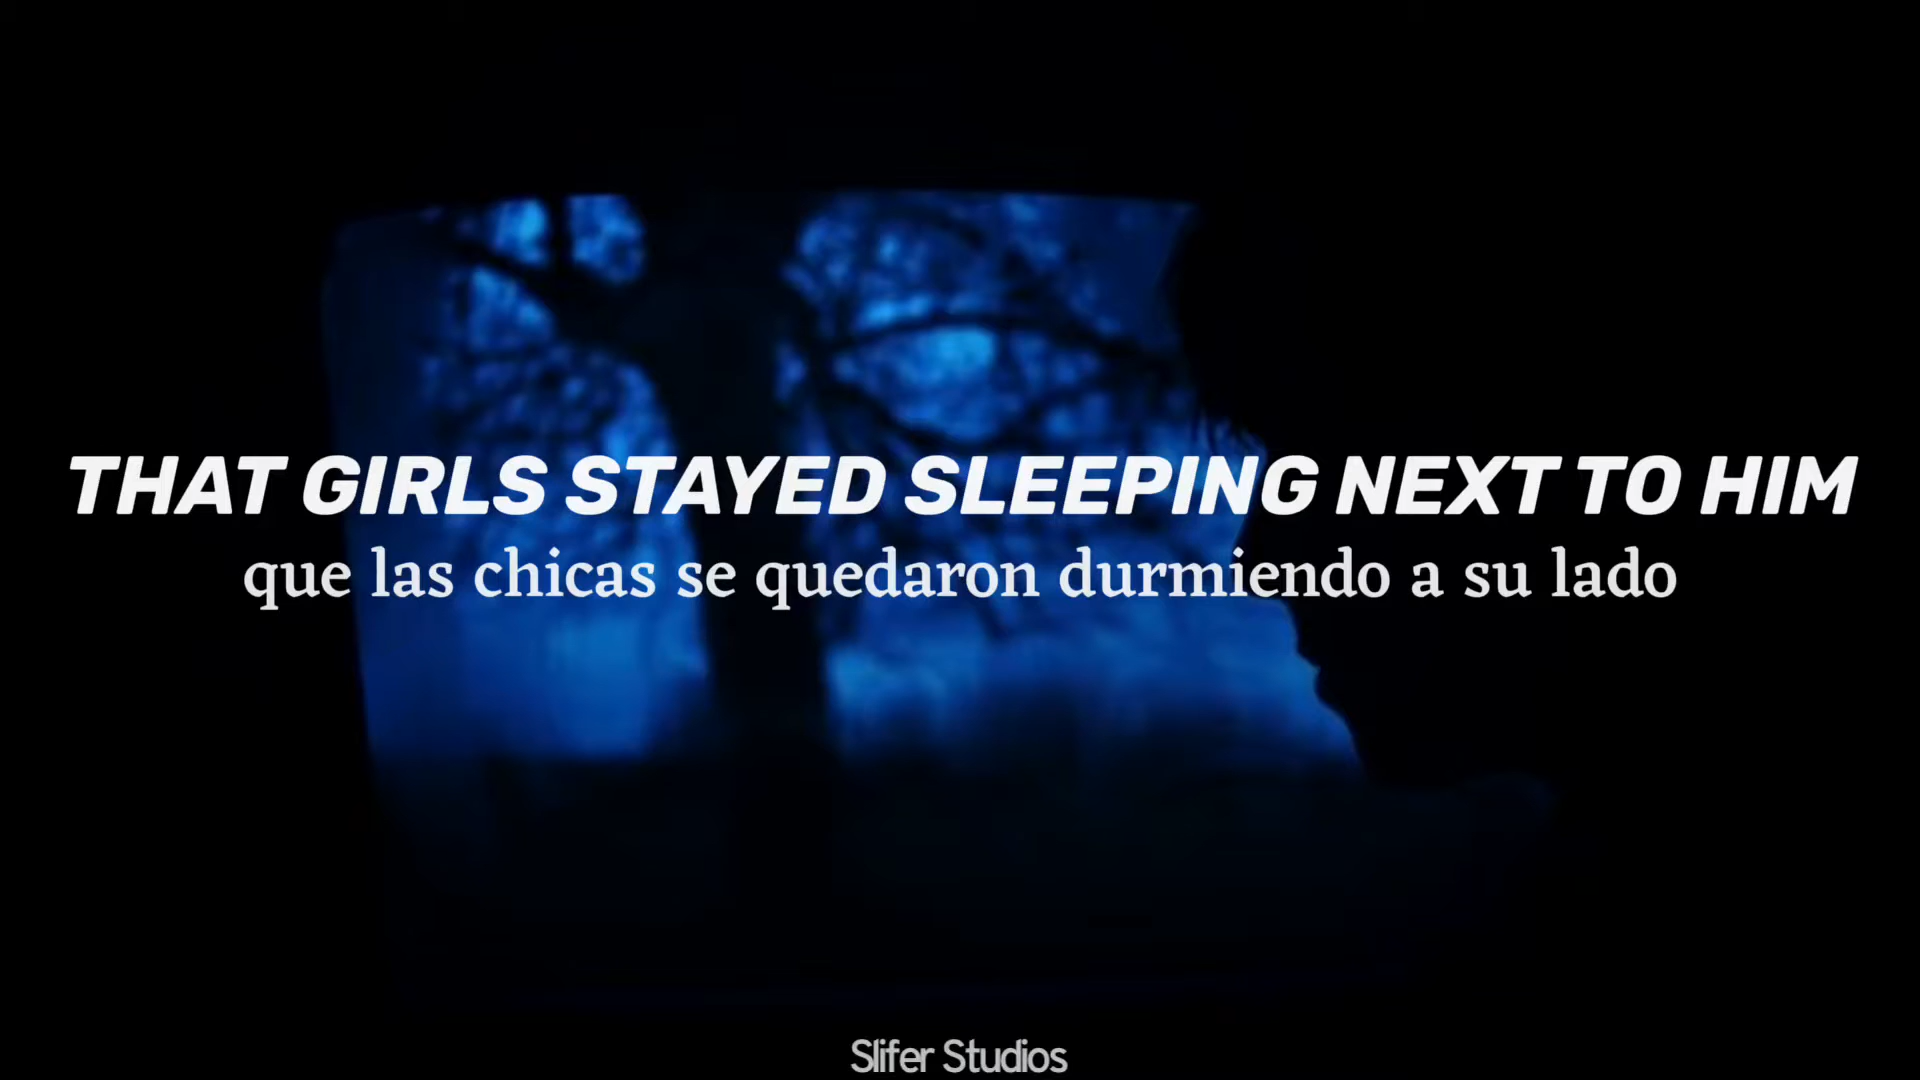 THAT GIRLS STAYED SLEEPING NEXT TO HIM
que las chicas se quedaron durmiendo a su lado
Slifer Studios